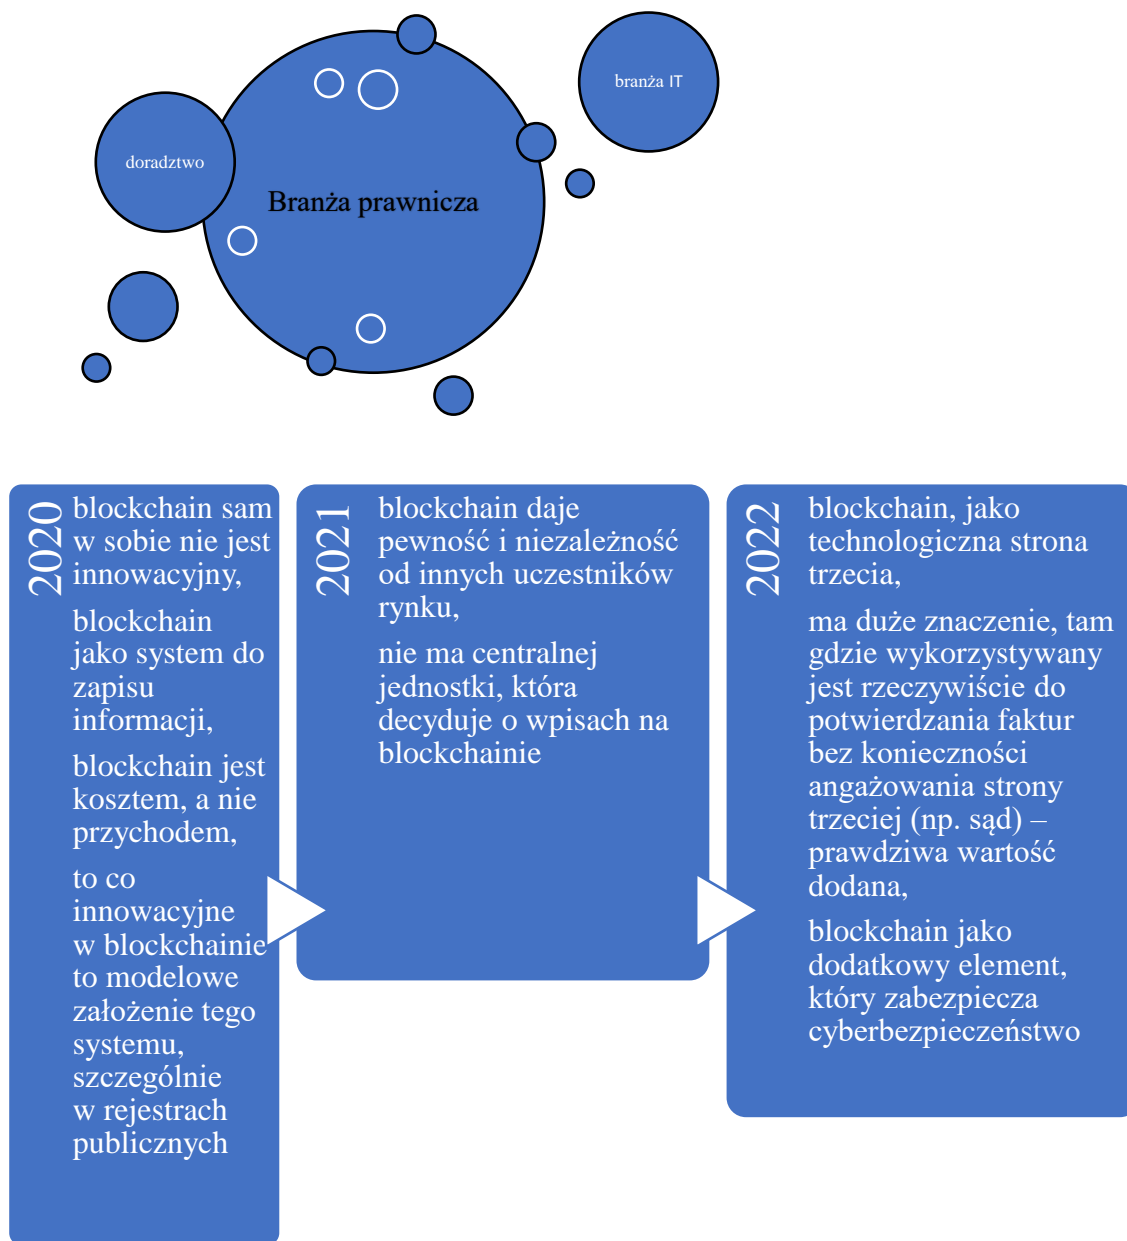 branża IT
doradztwo
Branża prawnicza
2020
blockchain sam
w sobie nie jest
innowacyjny,
blockchain
jako system do
zapisu
informacji,
blockchain jest
kosztem, a nie
przychodem,
to co
innowacyjne
w blockchainie
to modelowe
założenie tego
systemu,
szczególnie
w rejestrach
publicznych
2021
blockchain daje
pewność i niezależność
od innych uczestników
rynku,
nie ma centralnej
jednostki, która
decyduje o wpisach na
blockchainie
2022
blockchain, jako
technologiczna strona
trzecia,
ma duże znaczenie, tam
gdzie wykorzystywany
jest rzeczywiście do
potwierdzania faktur
bez konieczności
angażowania strony
trzeciej (np. sąd) –
prawdziwa wartość
dodana,
blockchain jako
dodatkowy element,
który zabezpiecza
cyberbezpieczeństwo